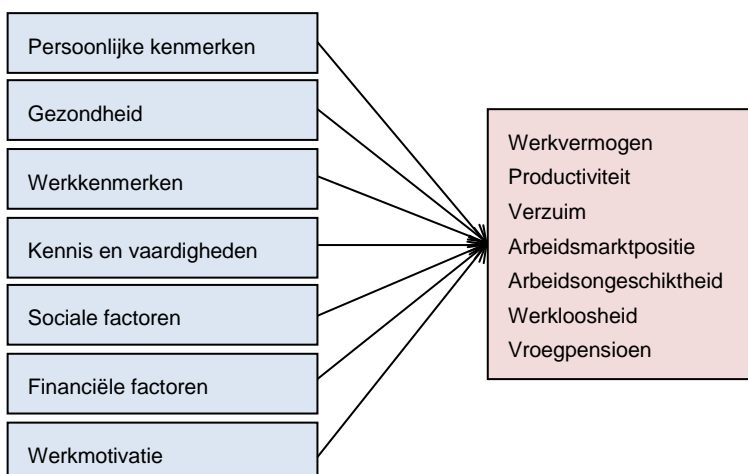 Persoonlijke kenmerken
Gezondheid
Werkkenmerken
Kennis en vaardigheden
Sociale factoren
Financiële factoren
Werkmotivatie
Werkvermogen
Productiviteit
Verzuim
Arbeidsmarktpositie
Arbeidsongeschiktheid
Werkloosheid
Vroegpensioen